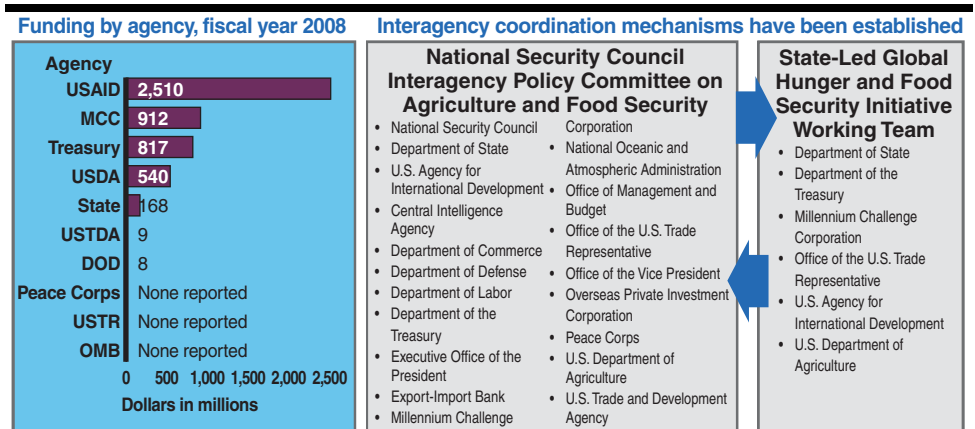 Funding by agency, fiscal year 2008
Agency
USAID 2,510
MCC 912
Treasury 817
USDA 540
State 168
USTDA 9
DOD 8
Peace Corps None reported
USTR None reported
OMB None reported
0 500 1,000 1,500 2,000 2,500
Dollars in millions
Interagency coordination mechanisms have been established
National Security Council
Interagency Policy Committee on
Agriculture and Food Security
• National Security Council
• Department of State
• U.S. Agency for
International Development
• Central Intelligence
Agency
• Department of Commerce
• Department of Defense
• Department of Labor
• Department of the
Treasury
• Executive Office of the
President
• Export-Import Bank
• Millennium Challenge
Corporation
• National Oceanic and
Atmospheric Administration
• Office of Management and
Budget
• Office of the U.S. Trade
Representative
• Office of the Vice President
• Overseas Private Investment
Corporation
• Peace Corps
• U.S. Department of
Agriculture
• U.S. Trade and Development
Agency
State-Led Global
Hunger and Food
Security Initiative
Working Team
• Department of State
• Department of the
Treasury
• Millennium Challenge
Corporation
• Office of the U.S. Trade
Representative
• U.S. Agency for
International Development
• U.S. Department of
Agriculture